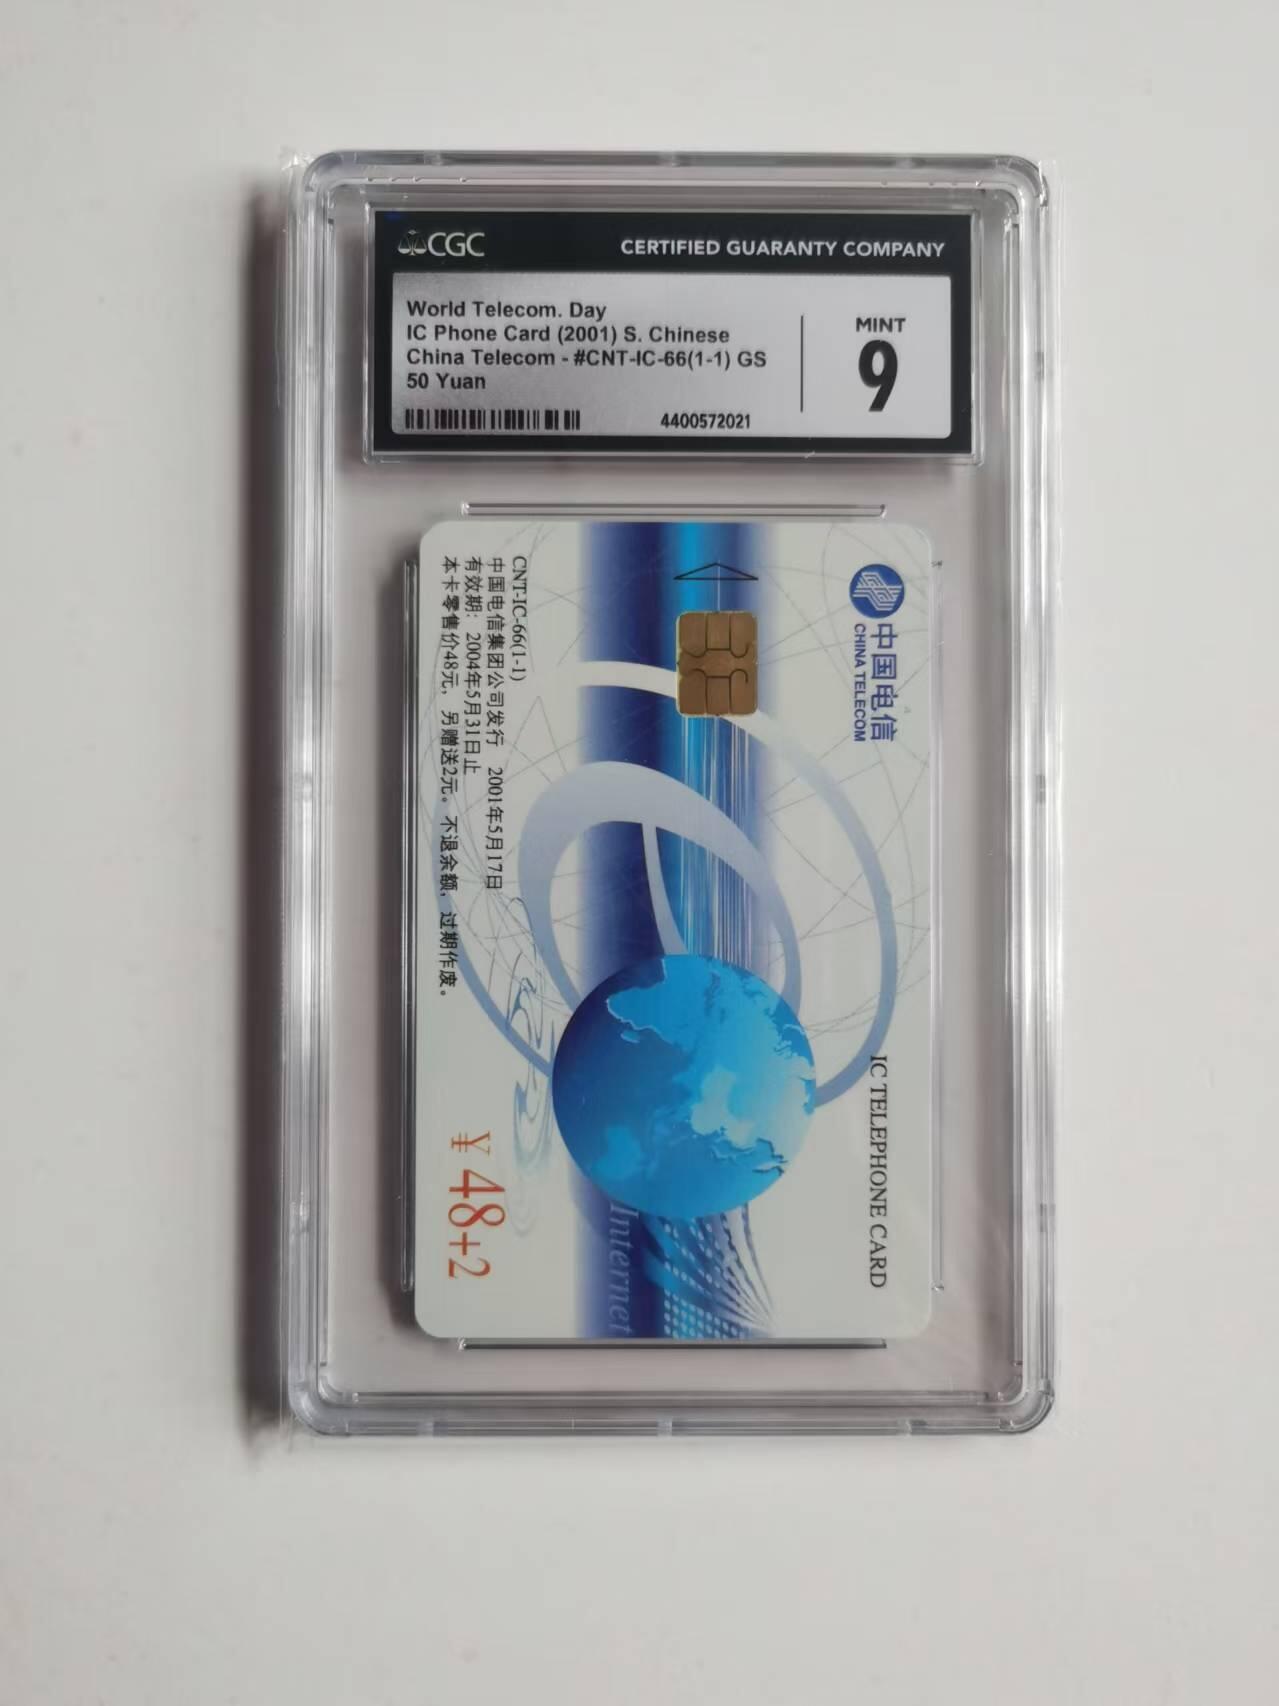 CGC
CERTIFIED GUARANTY COMPANY
World Telecom. Day
IC Phone Card (2001) S. Chinese
China Telecom - #CNT-IC-66(1-1) GS
50 Yuan
4400572021
MINT
9
中国电信
CHINA TELECOM
IC TELEPHONE CARD
Internet
CNT-IC-66(1-1)
中国电信集团公司发行 2001年5月17日
有效期：2004年5月31日止
本卡零售价48元，另赠送2元。不退余额，过期作废。
¥ 48+2